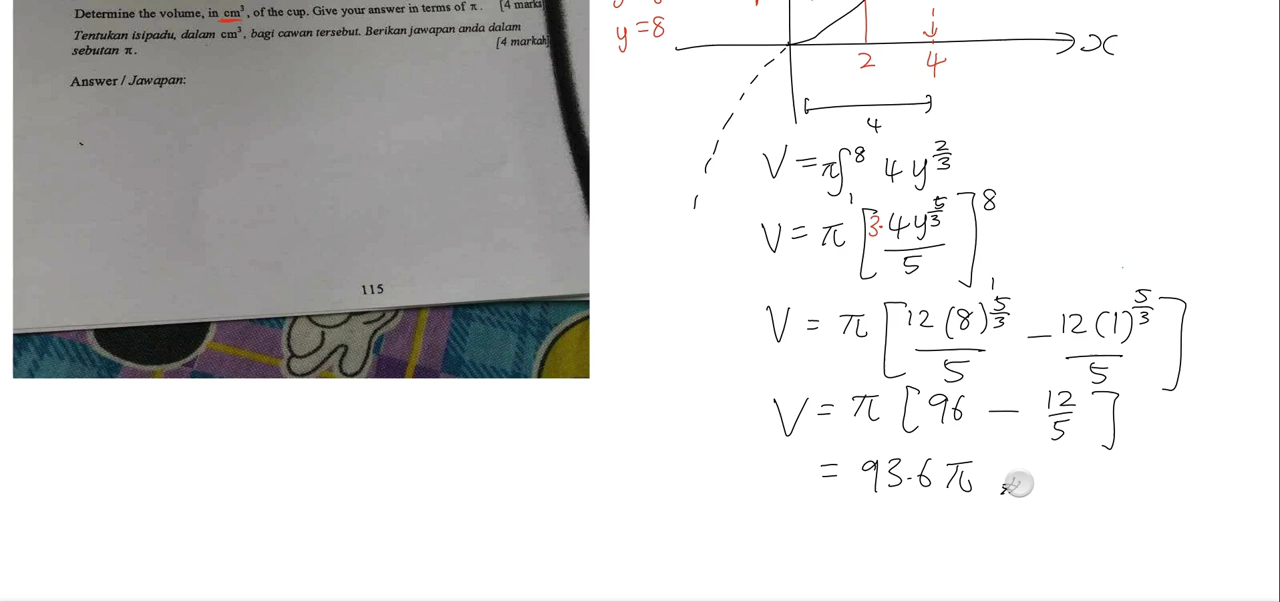 Determine the volume, in cm³, of the cup. Give your answer in terms of π. [4 marks
Tentukan isipadu, dalam cm³, bagi cawan tersebut. Berikan jawapan anda dalam
sebutan π. [4 markah]
Answer / Jawapan:
115
y = 8
x
2
4
4
V = π∫₁⁸ 4y^(2/3)
V = π [3·4y^(5/3)/5]₁⁸
V = π [12(8)^(5/3)/5 − 12(1)^(5/3)/5]
V = π [96 − 12/5]
= 93.6 π